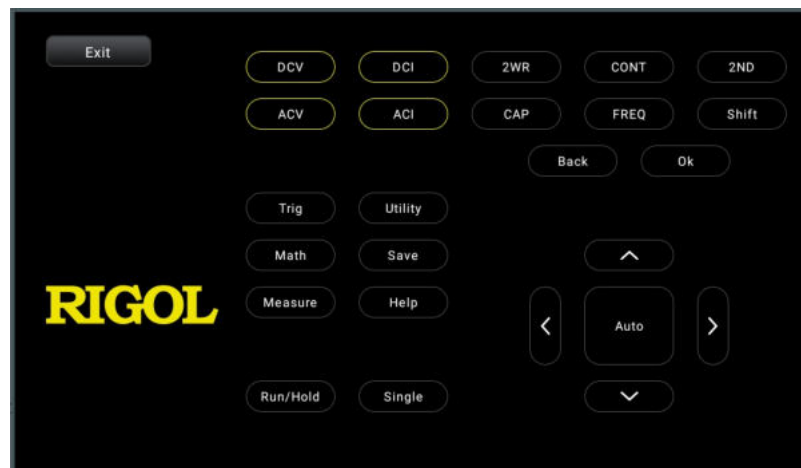 Exit
DCV DCI 2WR CONT 2ND
ACV ACI CAP FREQ Shift
Back Ok
Trig Utility
Math Save
RIGOL
Measure Help
Auto
Run/Hold Single